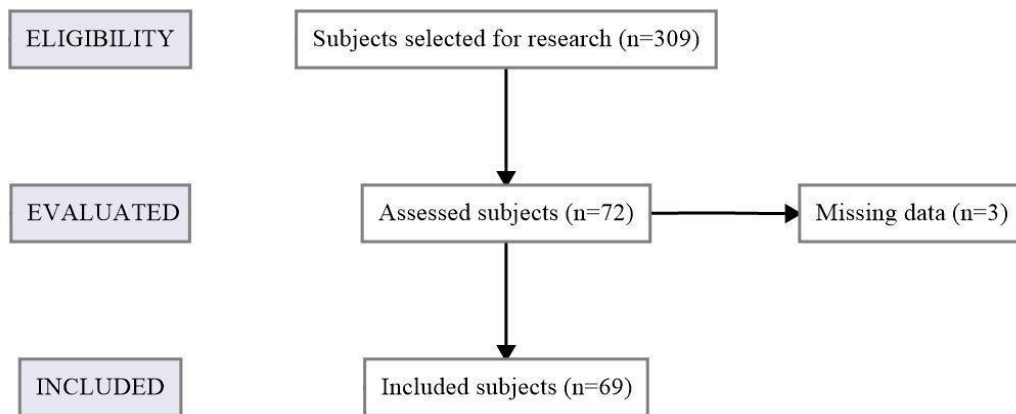 ELIGIBILITY
Subjects selected for research (n=309)
EVALUATED
Assessed subjects (n=72)
Missing data (n=3)
INCLUDED
Included subjects (n=69)